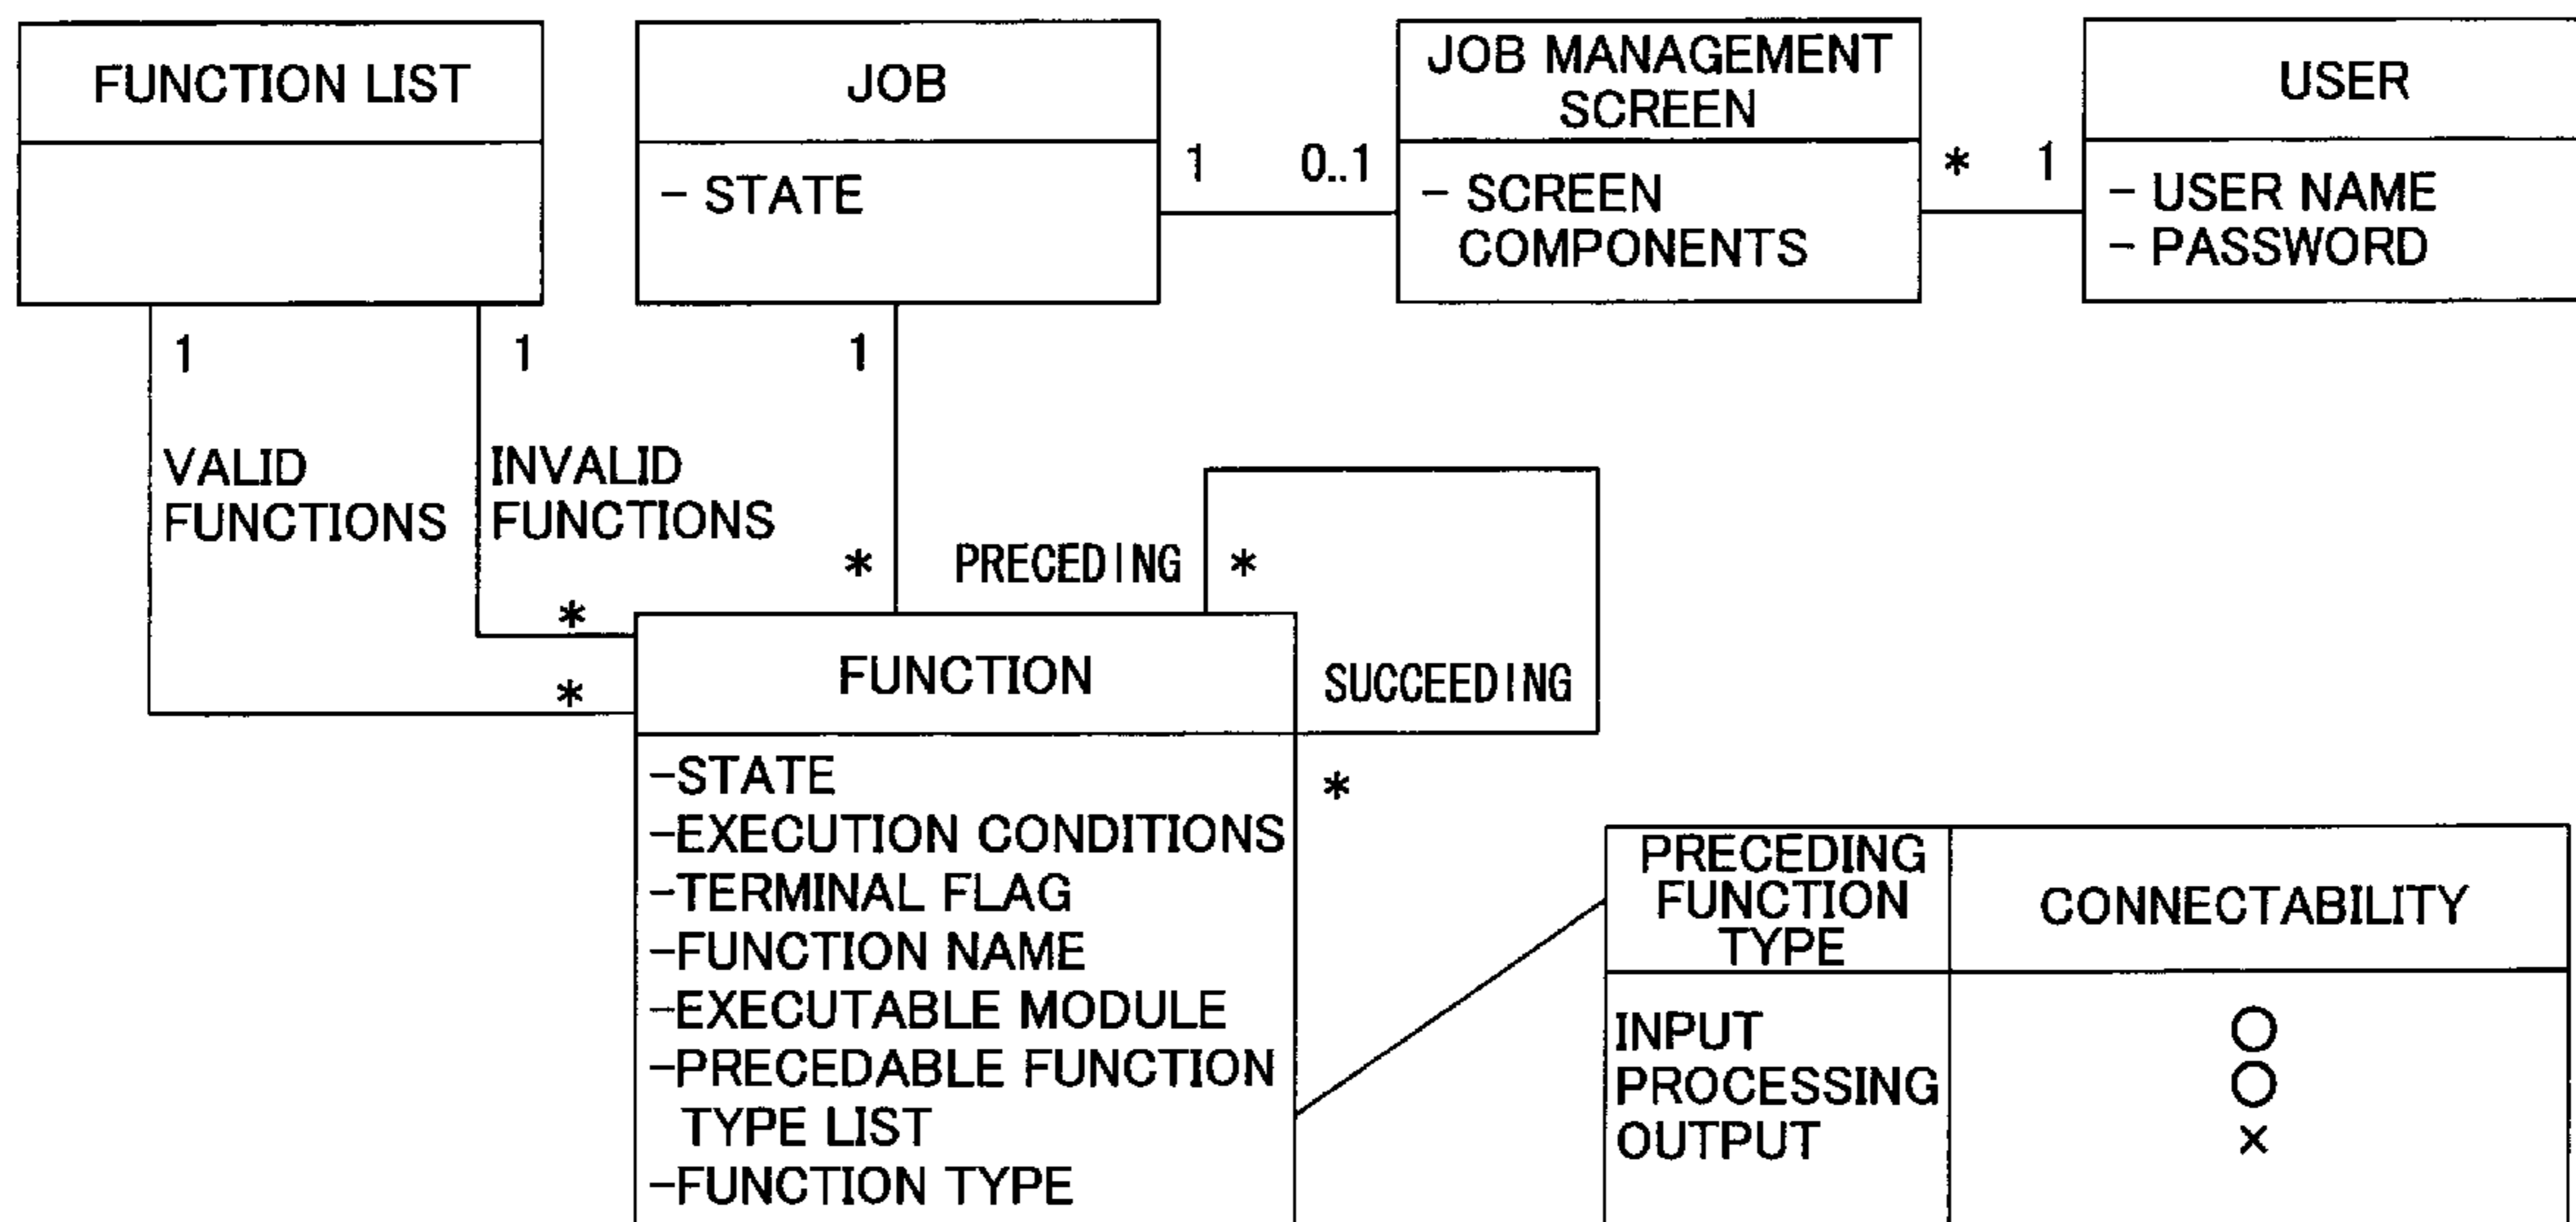 FUNCTION LIST
JOB
- STATE
JOB MANAGEMENT
SCREEN
- SCREEN
COMPONENTS
USER
- USER NAME
- PASSWORD
1
0..1
*
1
1
1
1
VALID
FUNCTIONS
INVALID
FUNCTIONS
*
*
*
PRECEDING
*
SUCCEEDING
*
FUNCTION
-STATE
-EXECUTION CONDITIONS
-TERMINAL FLAG
-FUNCTION NAME
-EXECUTABLE MODULE
-PRECEDABLE FUNCTION
TYPE LIST
-FUNCTION TYPE
PRECEDING
FUNCTION
TYPE
CONNECTABILITY
INPUT ○
PROCESSING ○
OUTPUT ×